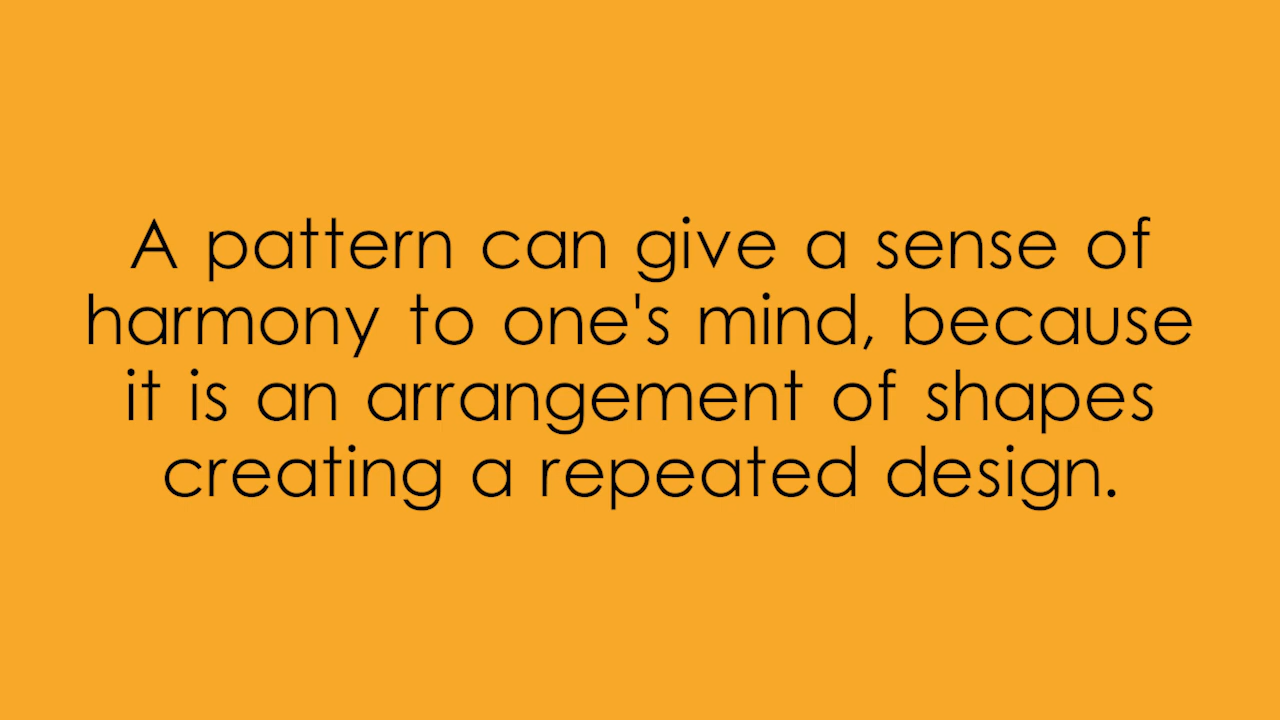 A pattern can give a sense of
harmony to one's mind, because
it is an arrangement of shapes
creating a repeated design.